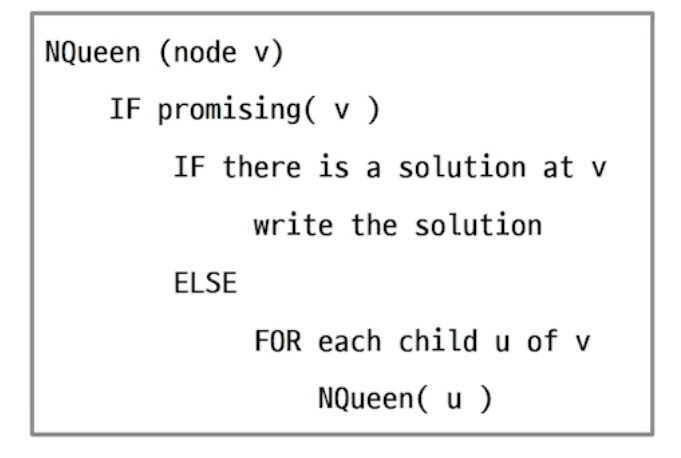 NQueen (node v)
IF promising( v )
IF there is a solution at v
write the solution
ELSE
FOR each child u of v
NQueen( u )